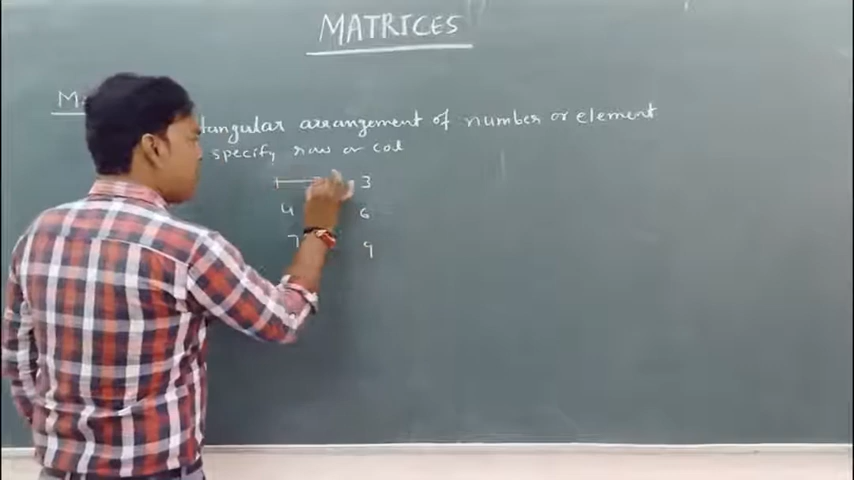 MATRICES
tangular arrangement of number or element
specify row or col
3
4 6
7 9